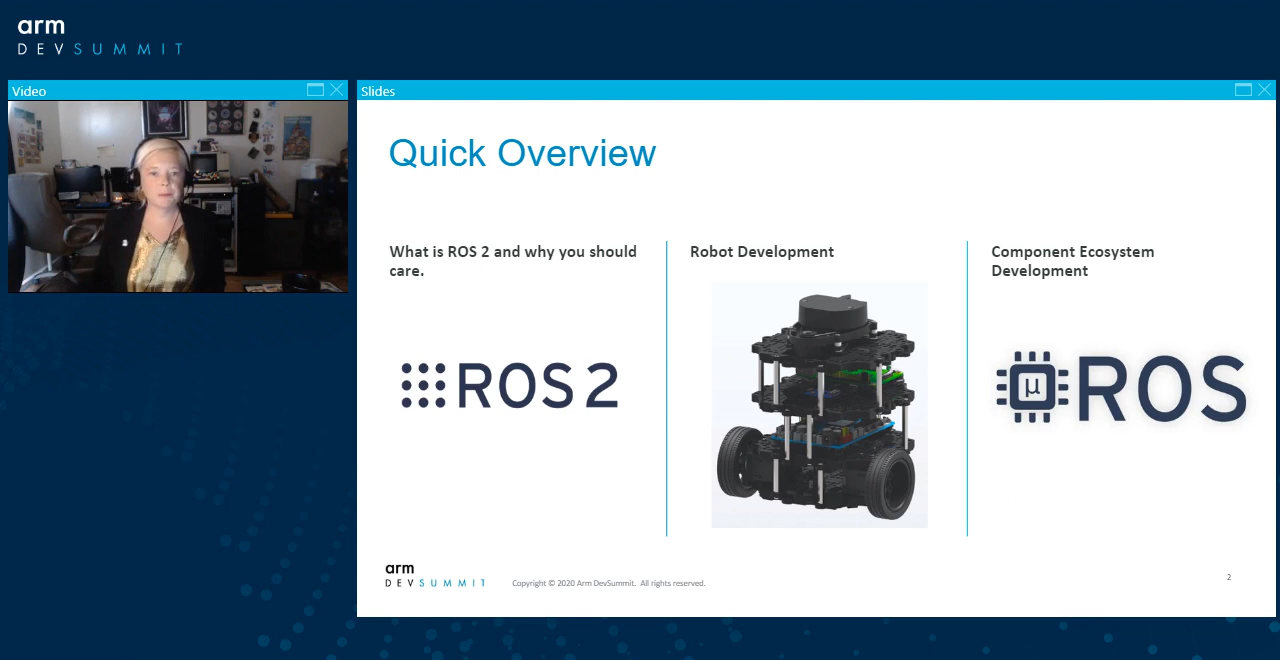 arm
DEVSUMMIT
Video
Slides
Quick Overview
What is ROS 2 and why you should
care.
Robot Development
Component Ecosystem
Development
ROS 2
µ ROS
arm
DEVSUMMIT
Copyright © 2020 Arm DevSummit. All rights reserved.
2